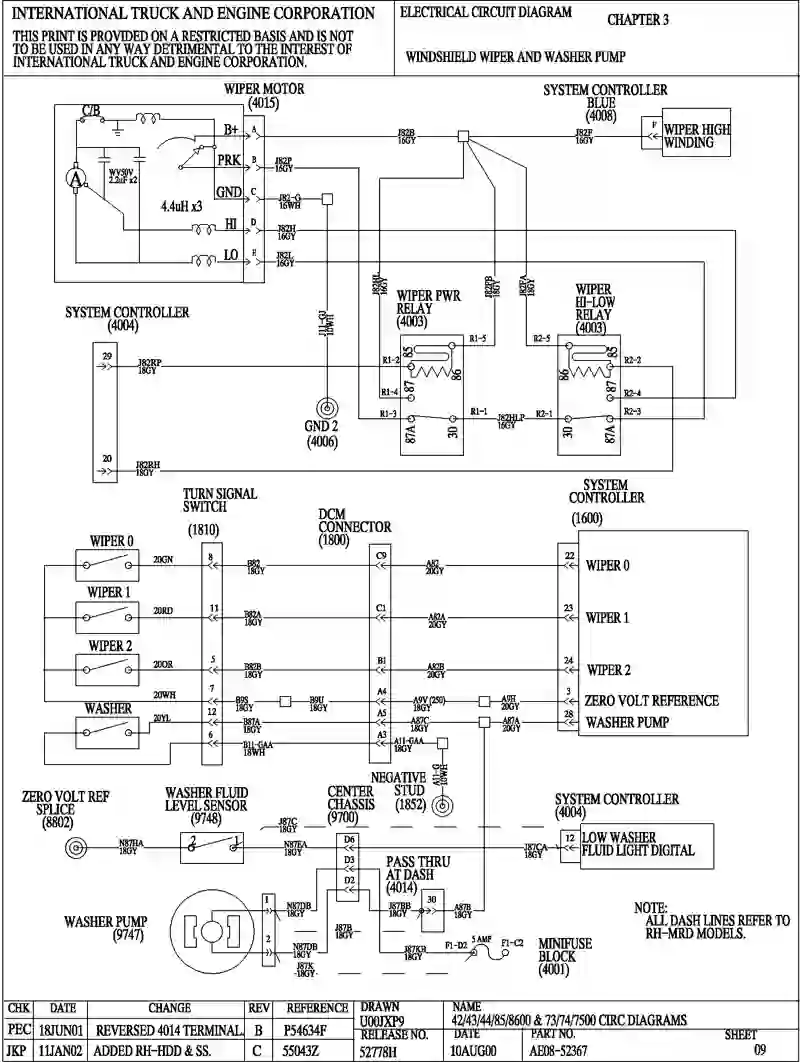 INTERNATIONAL TRUCK AND ENGINE CORPORATION
THIS PRINT IS PROVIDED ON A RESTRICTED BASIS AND IS NOT
TO BE USED IN ANY WAY DETRIMENTAL TO THE INTEREST OF
INTERNATIONAL TRUCK AND ENGINE CORPORATION.
ELECTRICAL CIRCUIT DIAGRAM
CHAPTER 3
WINDSHIELD WIPER AND WASHER PUMP
WIPER MOTOR
(4015)
SYSTEM CONTROLLER
BLUE
(4008)
C/B
B+
A
J82B
16GY
J82F
16GY
F
WIPER HIGH
WINDING
A
WV50V
2.2uF x2
PRK
B
J82P
16GY
GND
C
J82-G
16WH
4.4uH x3
HI
D
J82H
16GY
LO
E
J82L
16GY
J82HL
16GY
J82FB
18GY
J82FA
18GY
J11-GJ
10WH
SYSTEM CONTROLLER
(4004)
WIPER PWR
RELAY
(4003)
WIPER
HI-LOW
RELAY
(4003)
29
J82RP
18GY
R1-5
R2-5
R1-2
R2-2
85
86
87
R1-4
R2-4
R1-3
R1-1
J82HLP
16GY
R2-1
R2-3
87A
30
85
86
87
30
87A
GND 2
(4006)
20
J82RH
18GY
TURN SIGNAL
SWITCH
(1810)
DCM
CONNECTOR
(1800)
SYSTEM
CONTROLLER
(1600)
WIPER 0
20GN
8
B82
18GY
C9
A82
20GY
22
WIPER 0
WIPER 1
20RD
11
B82A
18GY
C1
A82A
20GY
23
WIPER 1
WIPER 2
20OR
5
B82B
18GY
B1
A82B
20GY
24
WIPER 2
20WH
7
B9S
18GY
B9U
18GY
A4
A9V (250)
18GY
A9H
20GY
3
ZERO VOLT REFERENCE
WASHER
20YL
12
B87A
18GY
A5
A87C
18GY
A87A
20GY
28
WASHER PUMP
6
B11-GAA
18WH
A3
A11-GAA
18GY
A11-G
10WH
NEGATIVE
STUD
(1852)
ZERO VOLT REF
SPLICE
(8802)
WASHER FLUID
LEVEL SENSOR
(9748)
CENTER
CHASSIS
(9700)
SYSTEM CONTROLLER
(4004)
J87C
18GY
N87HA
18GY
2
1
N87EA
18GY
D6
J87CA
18GY
12
LOW WASHER
FLUID LIGHT DIGITAL
D3
D2
PASS THRU
AT DASH
(4014)
WASHER PUMP
(9747)
1
N87DB
18GY
J87BB
18GY
30
A87B
18GY
J87B
18GY
2
N87DB
18GY
J87K
18GY
J87KB
18GY
F1-D2
5 AMP
F1-C2
MINIFUSE
BLOCK
(4001)
NOTE:
ALL DASH LINES REFER TO
RH-MRD MODELS.
CHK DATE CHANGE REV REFERENCE
PEC 18JUN01 REVERSED 4014 TERMINAL. B P54634F
JKP 11JAN02 ADDED RH-HDD & SS. C 55043Z
DRAWN
U00JXP9
RELEASE NO.
52778H
NAME
42/43/44/85/8600 & 73/74/7500 CIRC DIAGRAMS
DATE
10AUG00
PART NO.
AE08-52367
SHEET
09